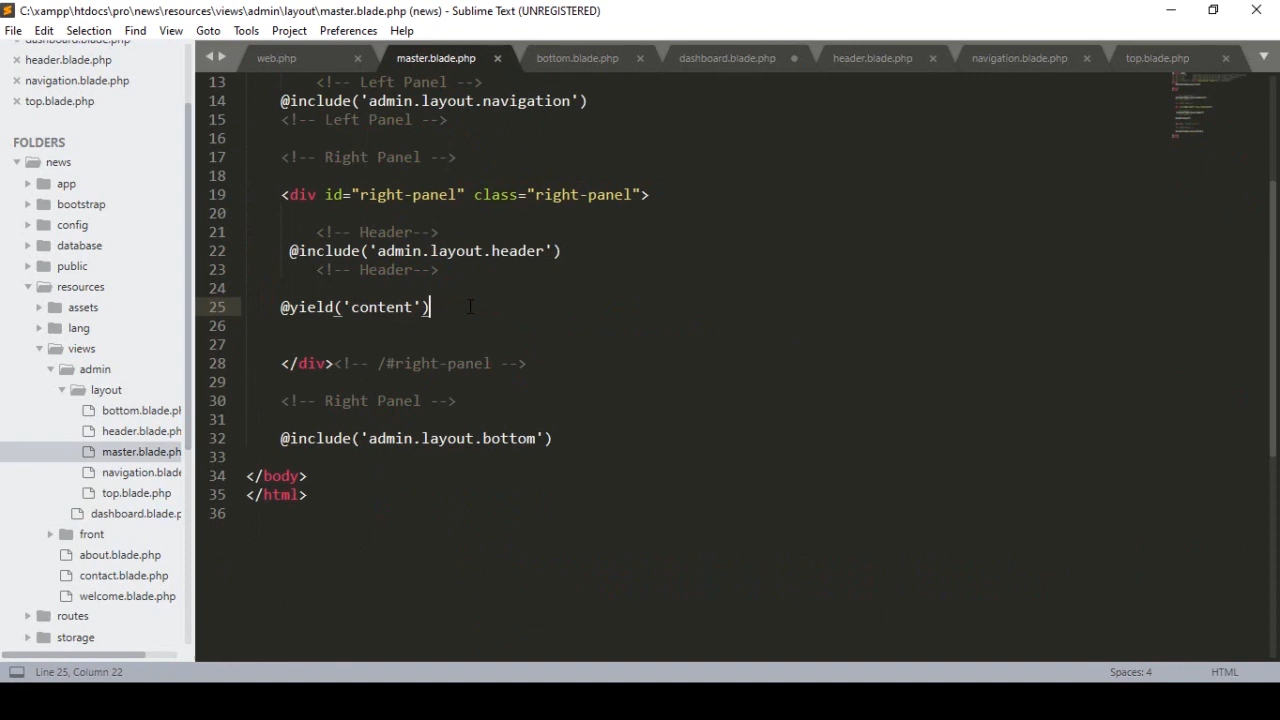 C:\xampp\htdocs\pro\news\resources\views\admin\layout\master.blade.php (news) - Sublime Text (UNREGISTERED)
File Edit Selection View Find Goto Tools Project Preferences Help
dashboard.blade.php
header.blade.php
navigation.blade.php
top.blade.php
FOLDERS
news
app
bootstrap
config
database
public
resources
assets
lang
views
admin
layout
bottom.blade.ph
header.blade.ph
master.blade.ph
navigation.blade
top.blade.php
dashboard.blade.p
front
about.blade.php
contact.blade.php
welcome.blade.php
routes
storage
web.php master.blade.php bottom.blade.php dashboard.blade.php header.blade.php navigation.blade.php top.blade.php
13 <!-- Left Panel -->
14 @include('admin.layout.navigation')
15 <!-- Left Panel -->
16
17 <!-- Right Panel -->
18
19 <div id="right-panel" class="right-panel">
20
21 <!-- Header-->
22 @include('admin.layout.header')
23 <!-- Header-->
24
25 @yield('content')
26
27
28 </div><!-- /#right-panel -->
29
30 <!-- Right Panel -->
31
32 @include('admin.layout.bottom')
33
34 </body>
35 </html>
36
Line 25, Column 22 Spaces: 4 HTML